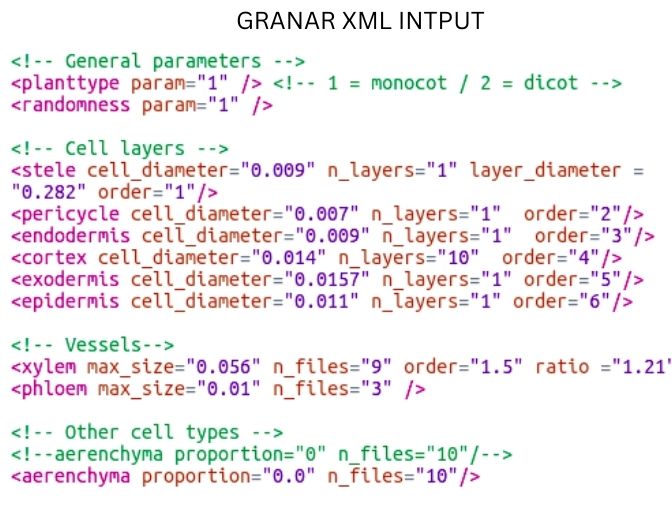 GRANAR XML INTPUT
<!-- General parameters -->
<planttype param="1" /> <!-- 1 = monocot / 2 = dicot -->
<randomness param="1" />
<!-- Cell layers -->
<stele cell_diameter="0.009" n_layers="1" layer_diameter =
"0.282" order="1"/>
<pericycle cell_diameter="0.007" n_layers="1"  order="2"/>
<endodermis cell_diameter="0.009" n_layers="1"  order="3"/>
<cortex cell_diameter="0.014" n_layers="10"  order="4"/>
<exodermis cell_diameter="0.0157" n_layers="1" order="5"/>
<epidermis cell_diameter="0.011" n_layers="1" order="6"/>
<!-- Vessels-->
<xylem max_size="0.056" n_files="9" order="1.5" ratio ="1.21"
<phloem max_size="0.01" n_files="3" />
<!-- Other cell types -->
<!--aerenchyma proportion="0" n_files="10"/-->
<aerenchyma proportion="0.0" n_files="10"/>